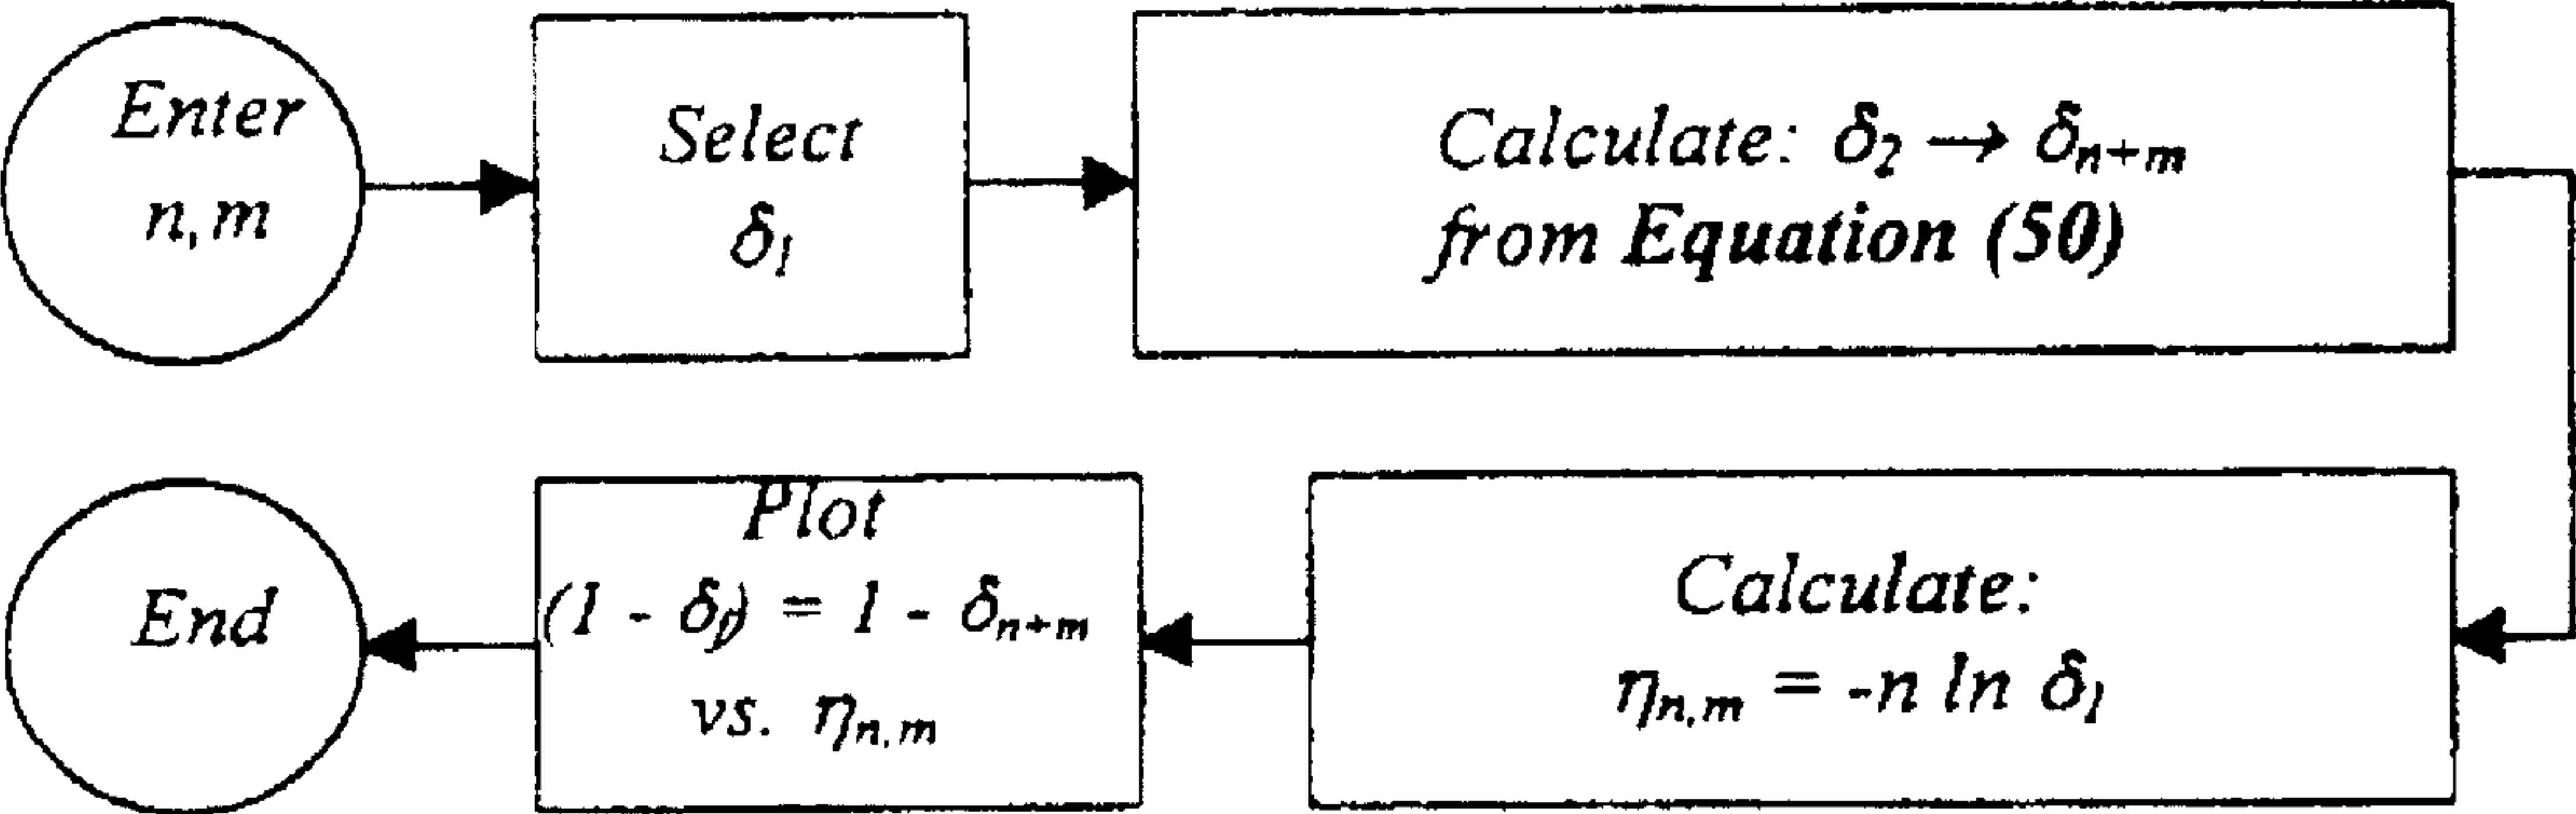 Enter
n,m
Select
δ₁
Calculate: δ₂ → δₙ₊ₘ
from Equation (50)
Calculate:
ηₙ,ₘ = -n ln δ₁
Plot
(1 - δf) = 1 - δₙ₊ₘ
vs. ηₙ,ₘ
End